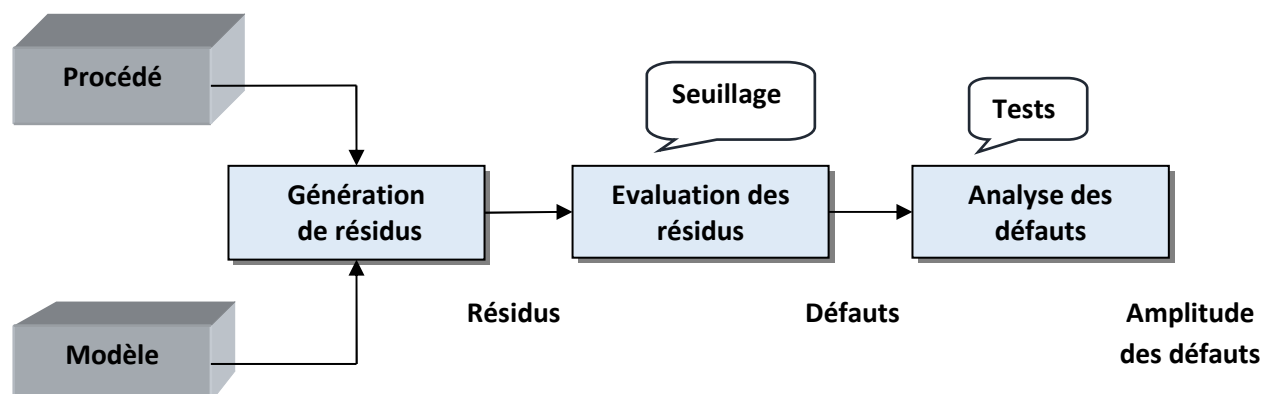 Procédé
Seuillage
Tests
Génération
de résidus
Evaluation des
résidus
Analyse des
défauts
Résidus
Défauts
Amplitude
des défauts
Modèle